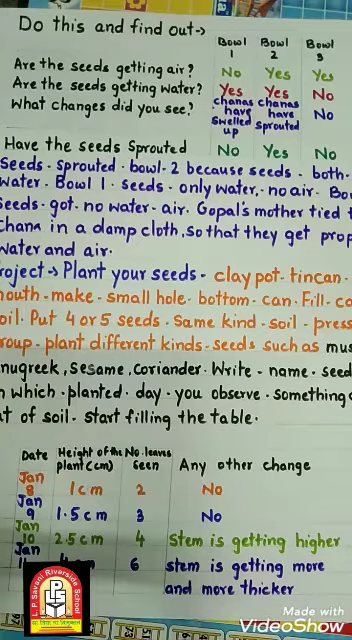 Do this and find out→
Bowl 1 Bowl 2 Bowl 3
Are the seeds getting air? No Yes Yes
Are the seeds getting water? Yes Yes No
What changes did you see? chanas have swelled up chanas have sprouted No
Have the seeds Sprouted No Yes No
Seeds - sprouted - bowl - 2 because seeds - both -
water - Bowl 1 - seeds - only water, - no air - Bo
seeds - got - no water - air. Gopal's mother tied t
chana in a damp cloth, so that they get prop
water and air.
roject → Plant your seeds - clay pot - tincan -
mouth - make - small hole - bottom - can. Fill - ca
oil. Put 4 or 5 seeds - same kind - soil - press
roup - plant different kinds - seeds such as mus
nugreek, Sesame, Coriander. Write - name - seed
n which - planted - day - you observe - something
t of soil - start filling the table.
Date Height of the plant (cm) No. leaves seen Any other change
Jan 8 1 cm 2 No
Jan 9 1.5 cm 3 No
Jan 10 2.5 cm 4 Stem is getting higher
Jan 6 stem is getting more
and more thicker
L.P. Savani Riverside School
Made with
VideoShow